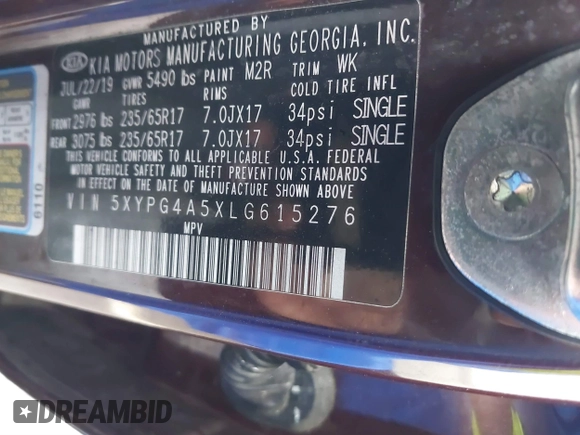 MANUFACTURED BY
KIA KIA MOTORS MANUFACTURING GEORGIA, INC.
JUL/22/19 GVWR 5490 lbs PAINT M2R TRIM WK
GAWR RIMS COLD TIRE INFL
FRONT 2976 lbs 235/65R17 7.0JX17 34psi SINGLE
REAR 3075 lbs 235/65R17 7.0JX17 34psi SINGLE
THIS VEHICLE CONFORMS TO ALL APPLICABLE U.S.A. FEDERAL
MOTOR VEHICLE SAFETY AND THEFT PREVENTION STANDARDS
IN EFFECT ON THE DATE OF MANUFACTURE SHOWN ABOVE.
VIN 5XYPG4A5XLG615276
MPV
6110
DREAMBID